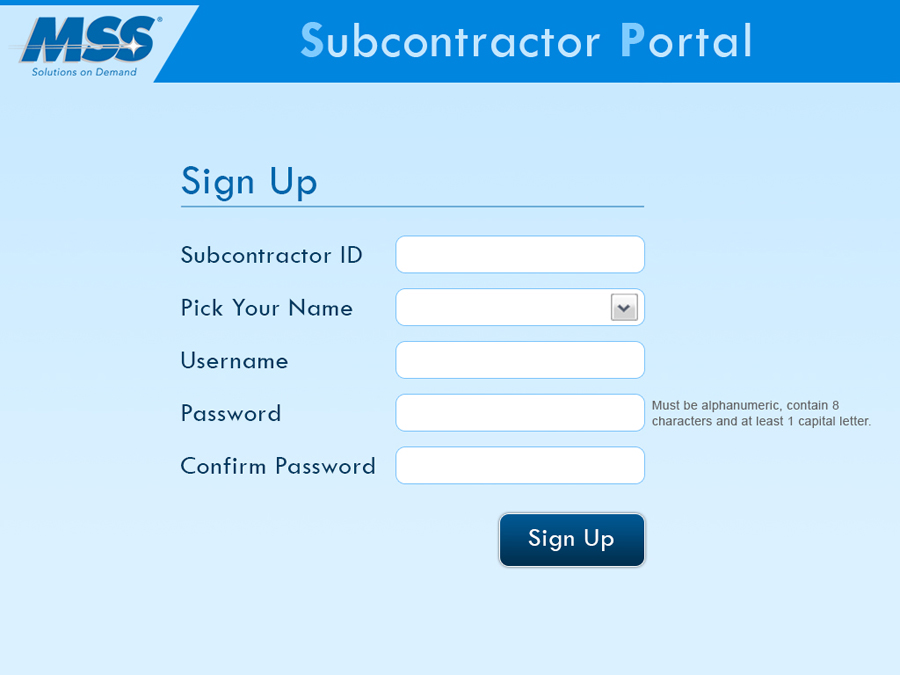 MSS®
Solutions on Demand
Subcontractor Portal
Sign Up
Subcontractor ID
Pick Your Name
Username
Password
Must be alphanumeric, contain 8
characters and at least 1 capital letter.
Confirm Password
Sign Up